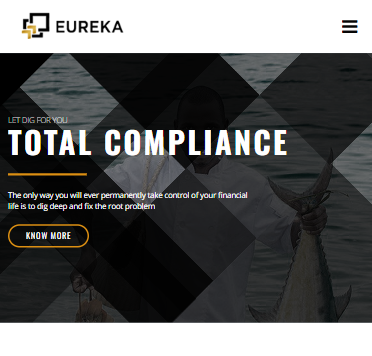 EUREKA
LET DIG FOR YOU
TOTAL COMPLIANCE
The only way you will ever permanently take control of your financial
life is to dig deep and fix the root problem
KNOW MORE